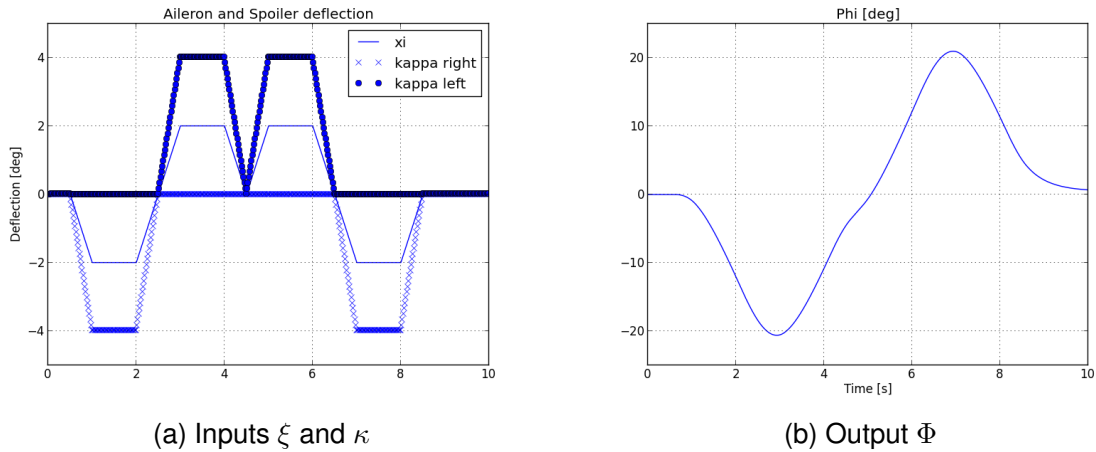 Aileron and Spoiler deflection
Deflection [deg]
4
2
0
−2
−4
0
2
4
6
8
10
xi
kappa right
kappa left
(a) Inputs ξ and κ
Phi [deg]
20
10
0
−10
−20
0
2
4
6
8
10
Time [s]
(b) Output Φ